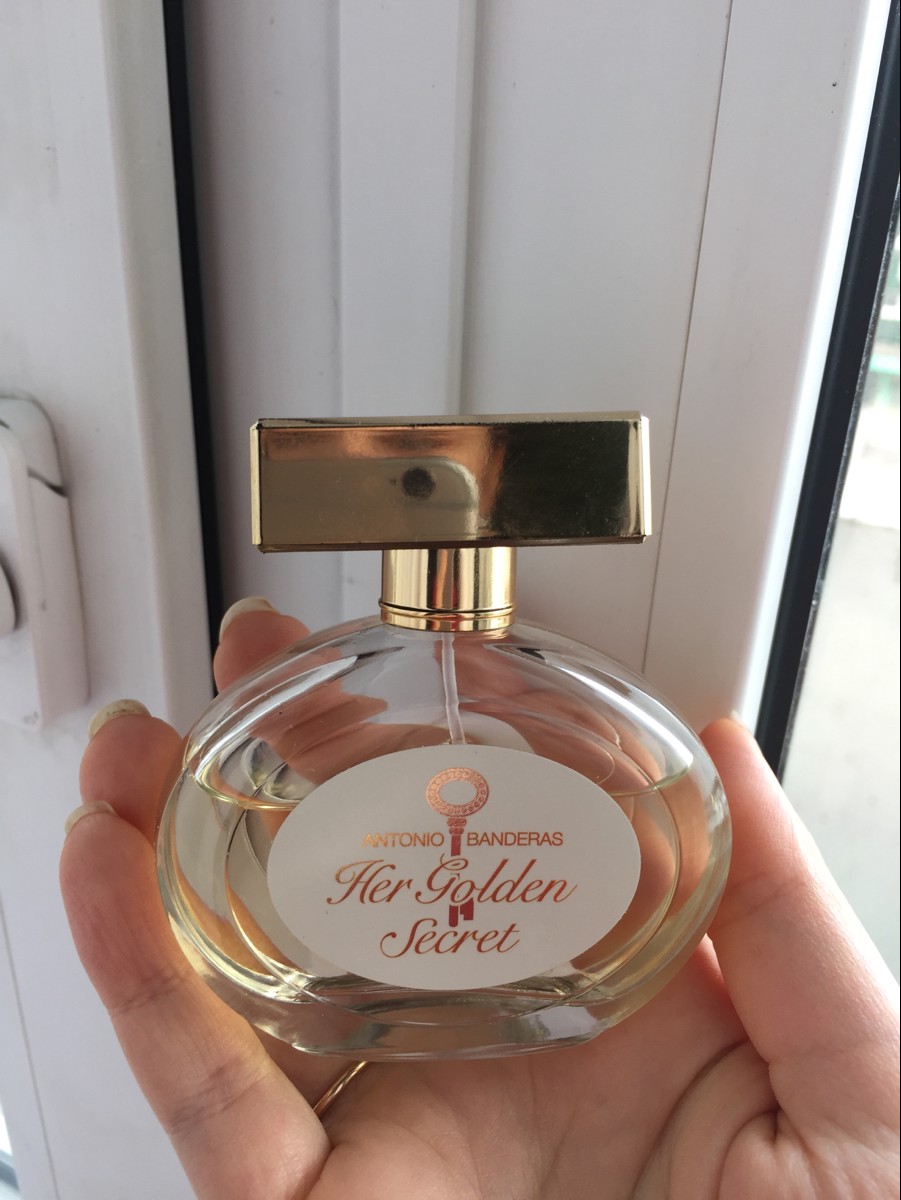 ANTONIO BANDERAS
Her Golden
Secret